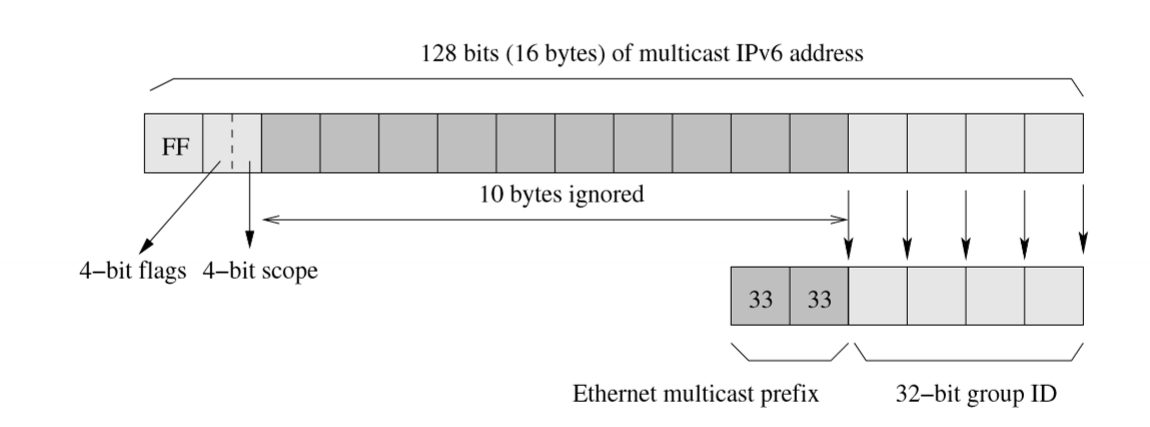 128 bits (16 bytes) of multicast IPv6 address
FF
10 bytes ignored
4–bit flags 4–bit scope
33 33
Ethernet multicast prefix 32–bit group ID